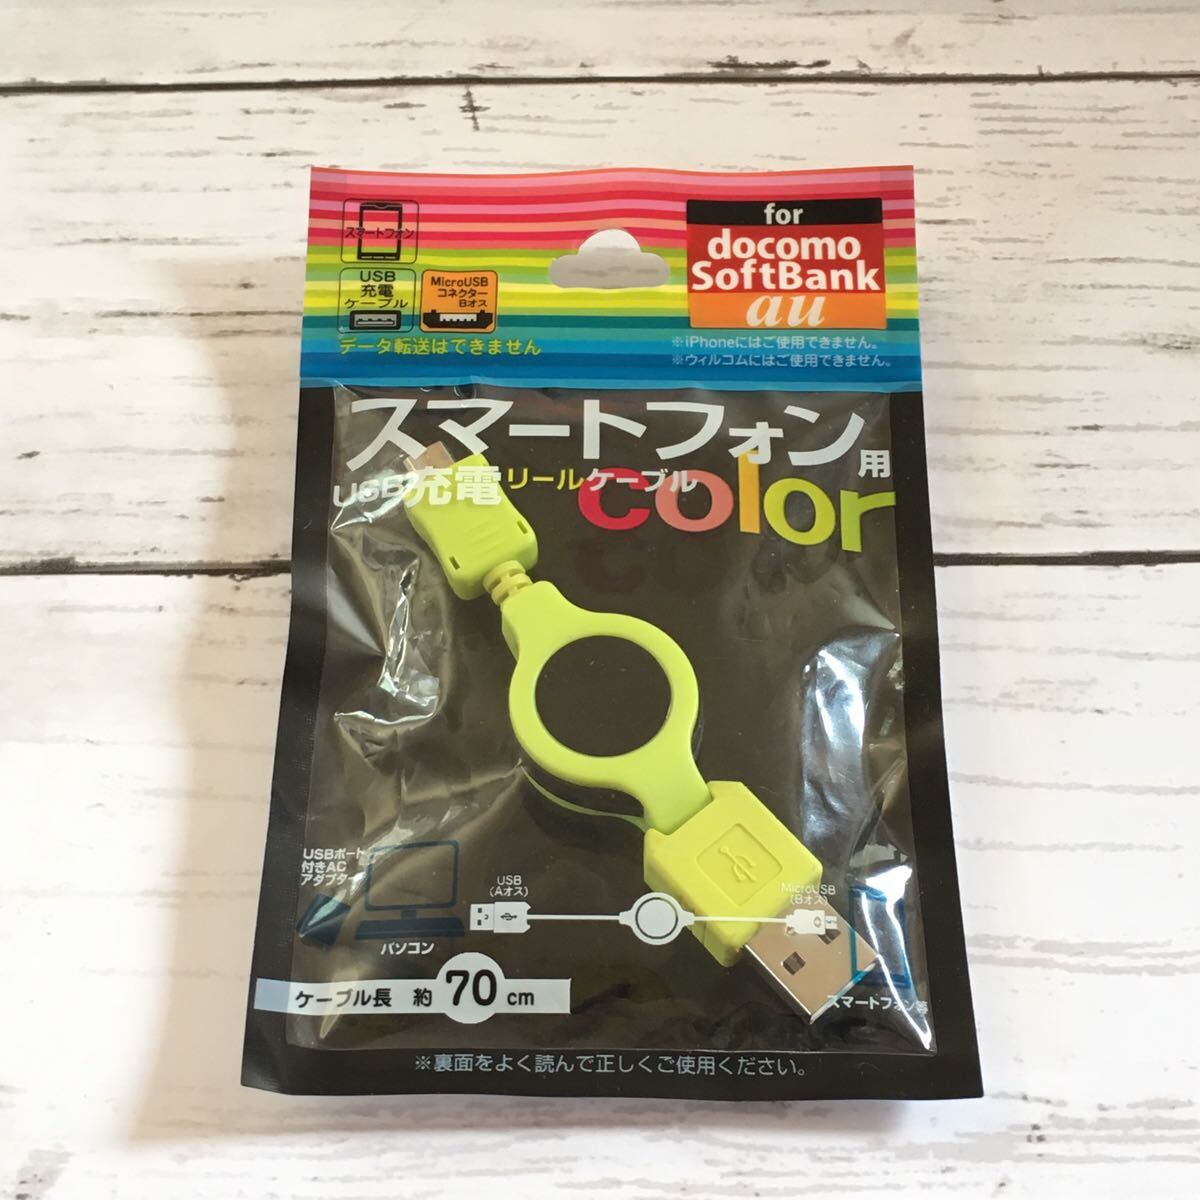 スマートフォン
USB
充電
ケーブル
MicroUSB
コネクター
Bオス
データ転送はできません
for
docomo
SoftBank
au
※iPhoneにはご使用できません。
※ウィルコムにはご使用できません。
スマートフォン用
USB充電リールケーブル
color
USBポート
付きAC
アダプター
パソコン
USB
(Aオス)
MicroUSB
(Bオス)
スマートフォン等
ケーブル長 約70cm
※裏面をよく読んで正しくご使用ください。